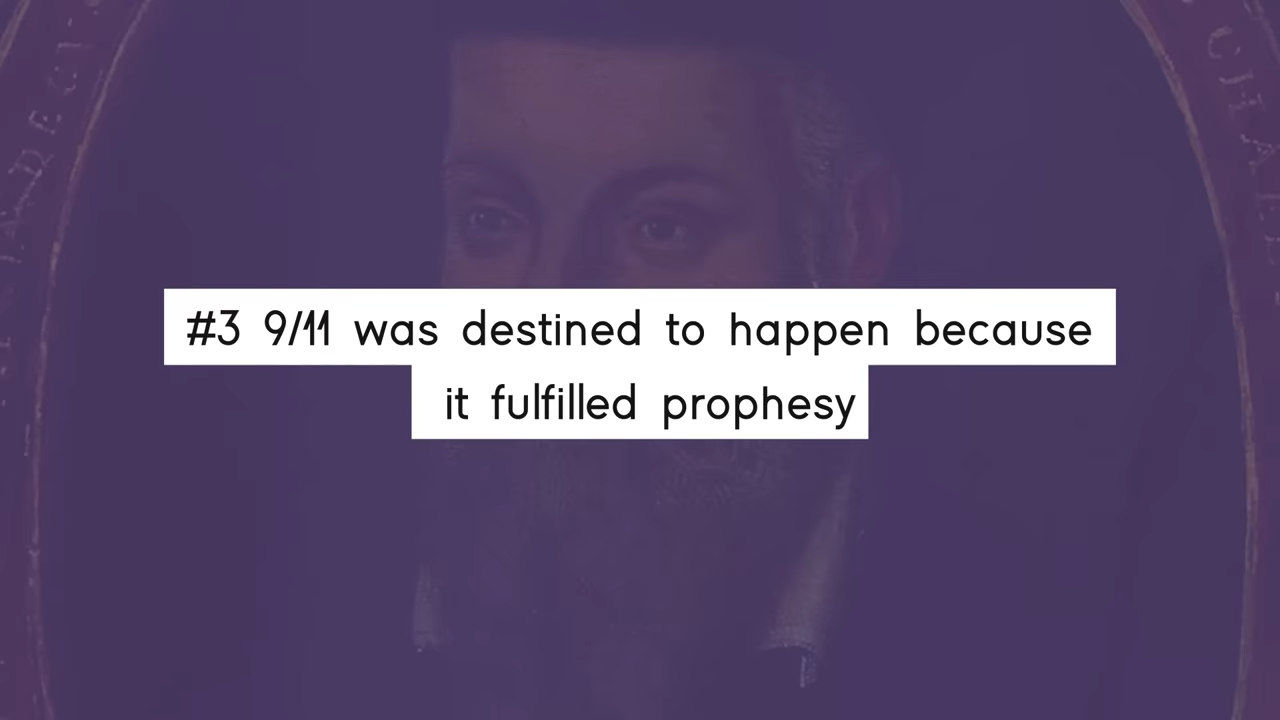 #3 9/11 was destined to happen because
it fulfilled prophesy